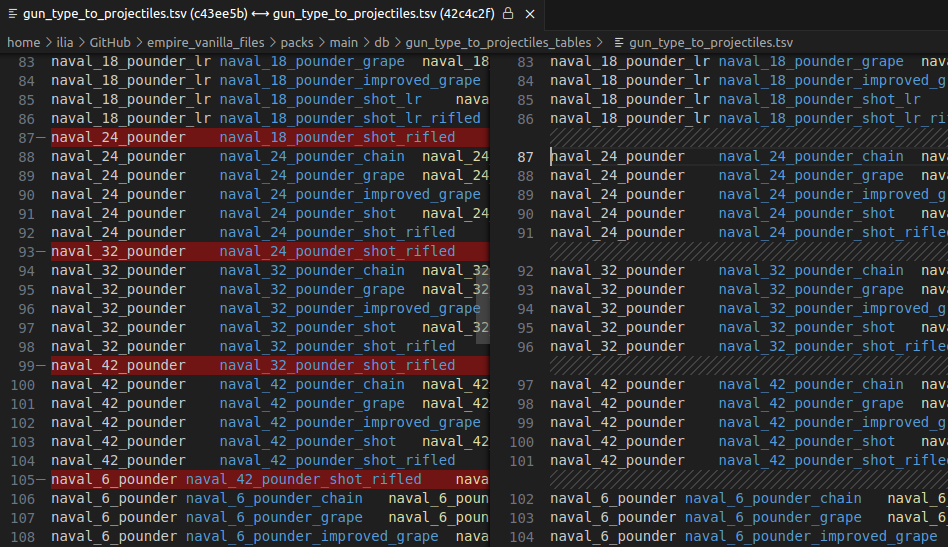 gun_type_to_projectiles.tsv (c43ee5b) ⟷ gun_type_to_projectiles.tsv (42c4c2f)
home > ilia > GitHub > empire_vanilla_files > packs > main > db > gun_type_to_projectiles_tables > gun_type_to_projectiles.tsv
83 naval_18_pounder_lr naval_18_pounder_grape naval_18 83 naval_18_pounder_lr naval_18_pounder_grape nava
84 naval_18_pounder_lr naval_18_pounder_improved_grape 84 naval_18_pounder_lr naval_18_pounder_improved_g
85 naval_18_pounder_lr naval_18_pounder_shot_lr nava 85 naval_18_pounder_lr naval_18_pounder_shot_lr
86 naval_18_pounder_lr naval_18_pounder_shot_lr_rifled 86 naval_18_pounder_lr naval_18_pounder_shot_lr_ri
87— naval_24_pounder naval_18_pounder_shot_rifled
88 naval_24_pounder naval_24_pounder_chain naval_24 87 naval_24_pounder naval_24_pounder_chain nava
89 naval_24_pounder naval_24_pounder_grape naval_24 88 naval_24_pounder naval_24_pounder_grape nava
90 naval_24_pounder naval_24_pounder_improved_grape 89 naval_24_pounder naval_24_pounder_improved_g
91 naval_24_pounder naval_24_pounder_shot naval_24 90 naval_24_pounder naval_24_pounder_shot nava
92 naval_24_pounder naval_24_pounder_shot_rifled 91 naval_24_pounder naval_24_pounder_shot_rifled
93— naval_32_pounder naval_24_pounder_shot_rifled
94 naval_32_pounder naval_32_pounder_chain naval_32 92 naval_32_pounder naval_32_pounder_chain nava
95 naval_32_pounder naval_32_pounder_grape naval_32 93 naval_32_pounder naval_32_pounder_grape nava
96 naval_32_pounder naval_32_pounder_improved_grape 94 naval_32_pounder naval_32_pounder_improved_g
97 naval_32_pounder naval_32_pounder_shot naval_32 95 naval_32_pounder naval_32_pounder_shot nava
98 naval_32_pounder naval_32_pounder_shot_rifled 96 naval_32_pounder naval_32_pounder_shot_rifled
99— naval_42_pounder naval_32_pounder_shot_rifled
100 naval_42_pounder naval_42_pounder_chain naval_42 97 naval_42_pounder naval_42_pounder_chain nava
101 naval_42_pounder naval_42_pounder_grape naval_42 98 naval_42_pounder naval_42_pounder_grape nava
102 naval_42_pounder naval_42_pounder_improved_grape 99 naval_42_pounder naval_42_pounder_improved_g
103 naval_42_pounder naval_42_pounder_shot naval_42 100 naval_42_pounder naval_42_pounder_shot nava
104 naval_42_pounder naval_42_pounder_shot_rifled 101 naval_42_pounder naval_42_pounder_shot_rifled
105— naval_6_pounder naval_42_pounder_shot_rifled nava
106 naval_6_pounder naval_6_pounder_chain naval_6_poun 102 naval_6_pounder naval_6_pounder_chain naval_6
107 naval_6_pounder naval_6_pounder_grape naval_6_poun 103 naval_6_pounder naval_6_pounder_grape naval_6
108 naval_6_pounder naval_6_pounder_improved_grape nava 104 naval_6_pounder naval_6_pounder_improved_grape